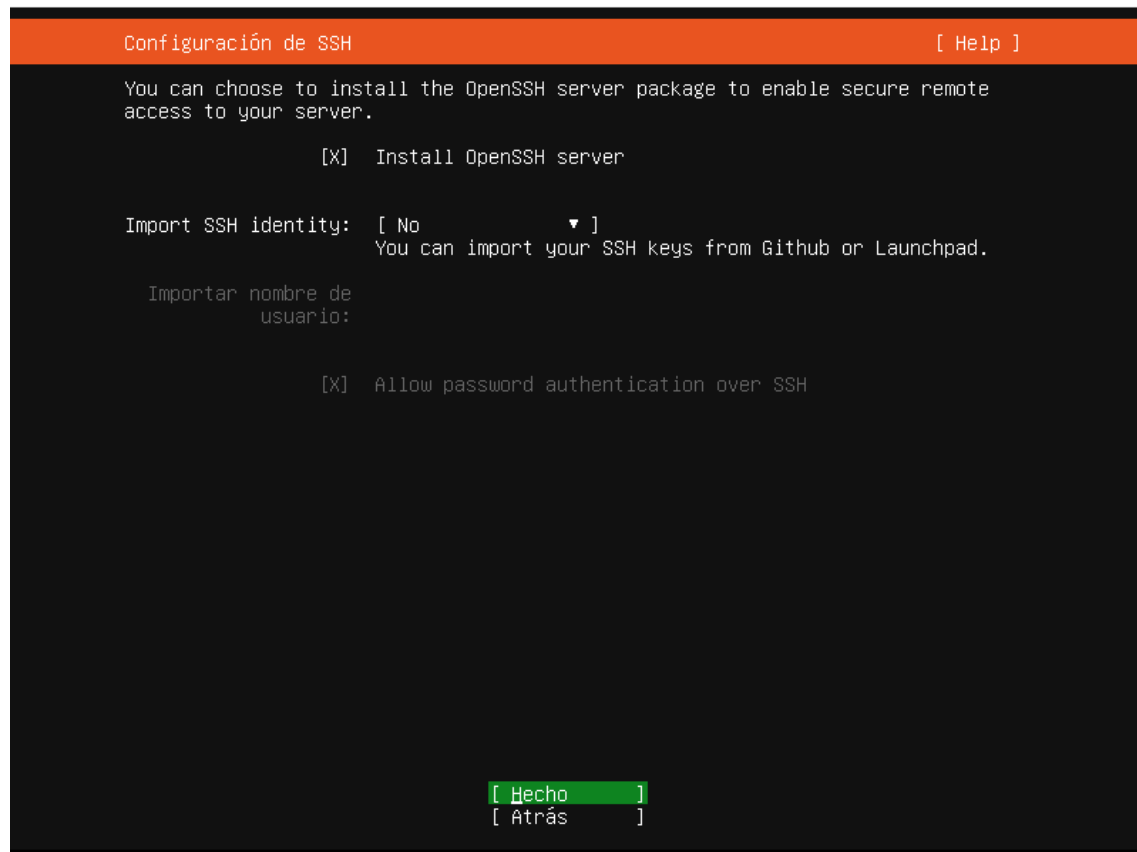 Configuración de SSH [ Help ]
You can choose to install the OpenSSH server package to enable secure remote
access to your server.
[X] Install OpenSSH server
Import SSH identity: [ No ▾ ]
You can import your SSH keys from Github or Launchpad.
Importar nombre de
usuario:
[X] Allow password authentication over SSH
[ Hecho ]
[ Atrás ]